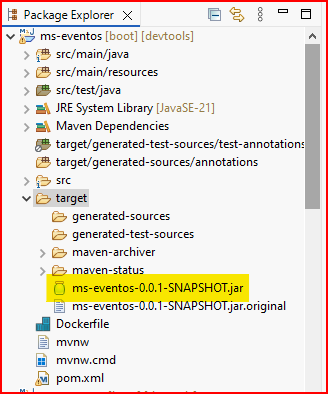 Package Explorer
ms-eventos [boot] [devtools]
src/main/java
src/main/resources
src/test/java
JRE System Library [JavaSE-21]
Maven Dependencies
target/generated-test-sources/test-annotations
target/generated-sources/annotations
src
target
generated-sources
generated-test-sources
maven-archiver
maven-status
ms-eventos-0.0.1-SNAPSHOT.jar
ms-eventos-0.0.1-SNAPSHOT.jar.original
Dockerfile
mvnw
mvnw.cmd
pom.xml